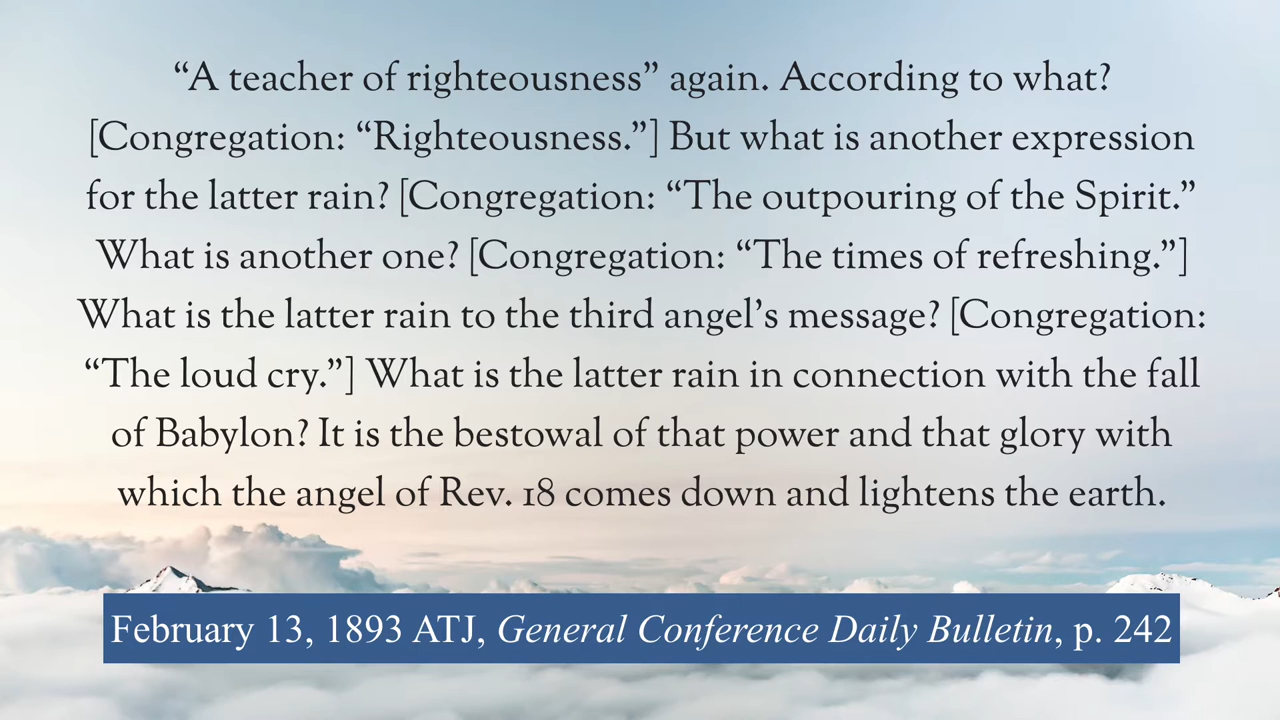 “A teacher of righteousness” again. According to what?
[Congregation: “Righteousness.”] But what is another expression
for the latter rain? [Congregation: “The outpouring of the Spirit.”
What is another one? [Congregation: “The times of refreshing.”]
What is the latter rain to the third angel’s message? [Congregation:
“The loud cry.”] What is the latter rain in connection with the fall
of Babylon? It is the bestowal of that power and that glory with
which the angel of Rev. 18 comes down and lightens the earth.
February 13, 1893 ATJ, General Conference Daily Bulletin, p. 242